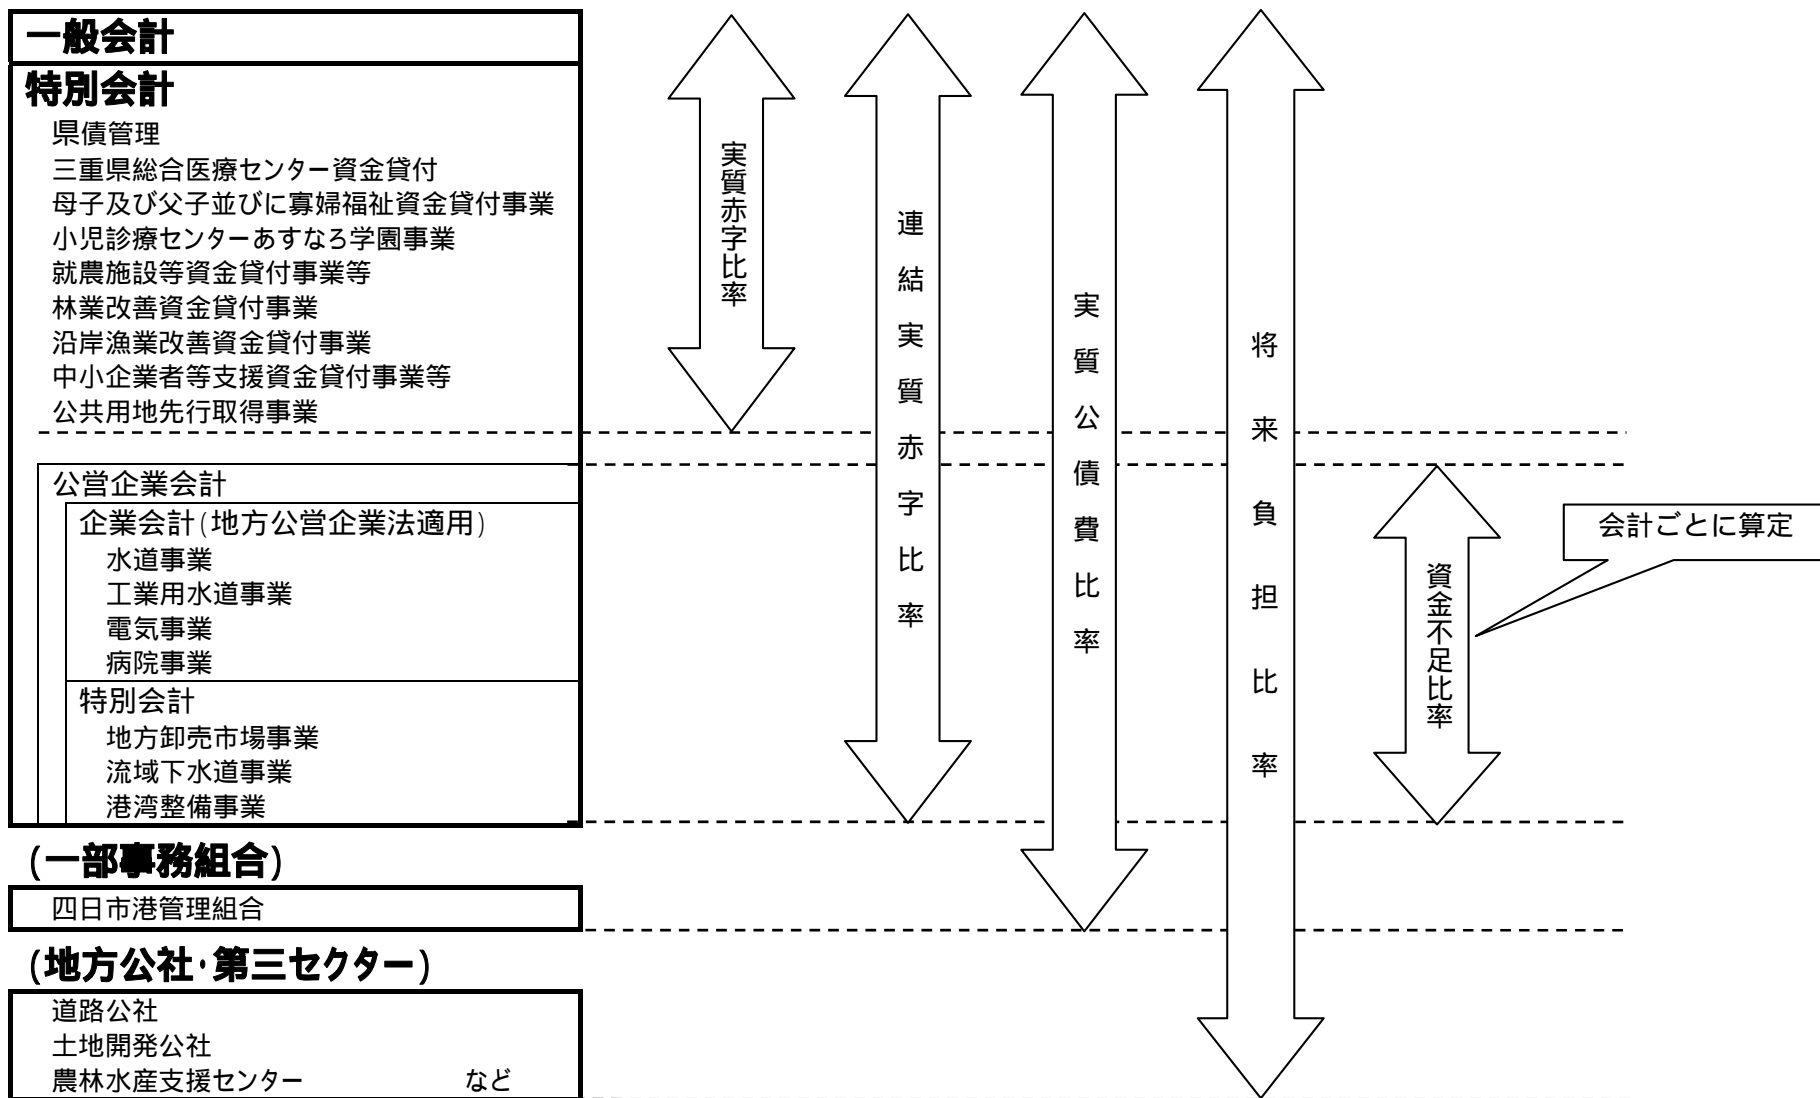 一般会計
特別会計
県債管理
三重県総合医療センター資金貸付
母子及び父子並びに寡婦福祉資金貸付事業
小児診療センターあすなろ学園事業
就農施設等資金貸付事業等
林業改善資金貸付事業
沿岸漁業改善資金貸付事業
中小企業者等支援資金貸付事業等
公共用地先行取得事業
公営企業会計
企業会計(地方公営企業法適用)
水道事業
工業用水道事業
電気事業
病院事業
特別会計
地方卸売市場事業
流域下水道事業
港湾整備事業
(一部事務組合)
四日市港管理組合
(地方公社・第三セクター)
道路公社
土地開発公社
農林水産支援センター など
実質赤字比率
連結実質赤字比率
実質公債費比率
将来負担比率
資金不足比率
会計ごとに算定